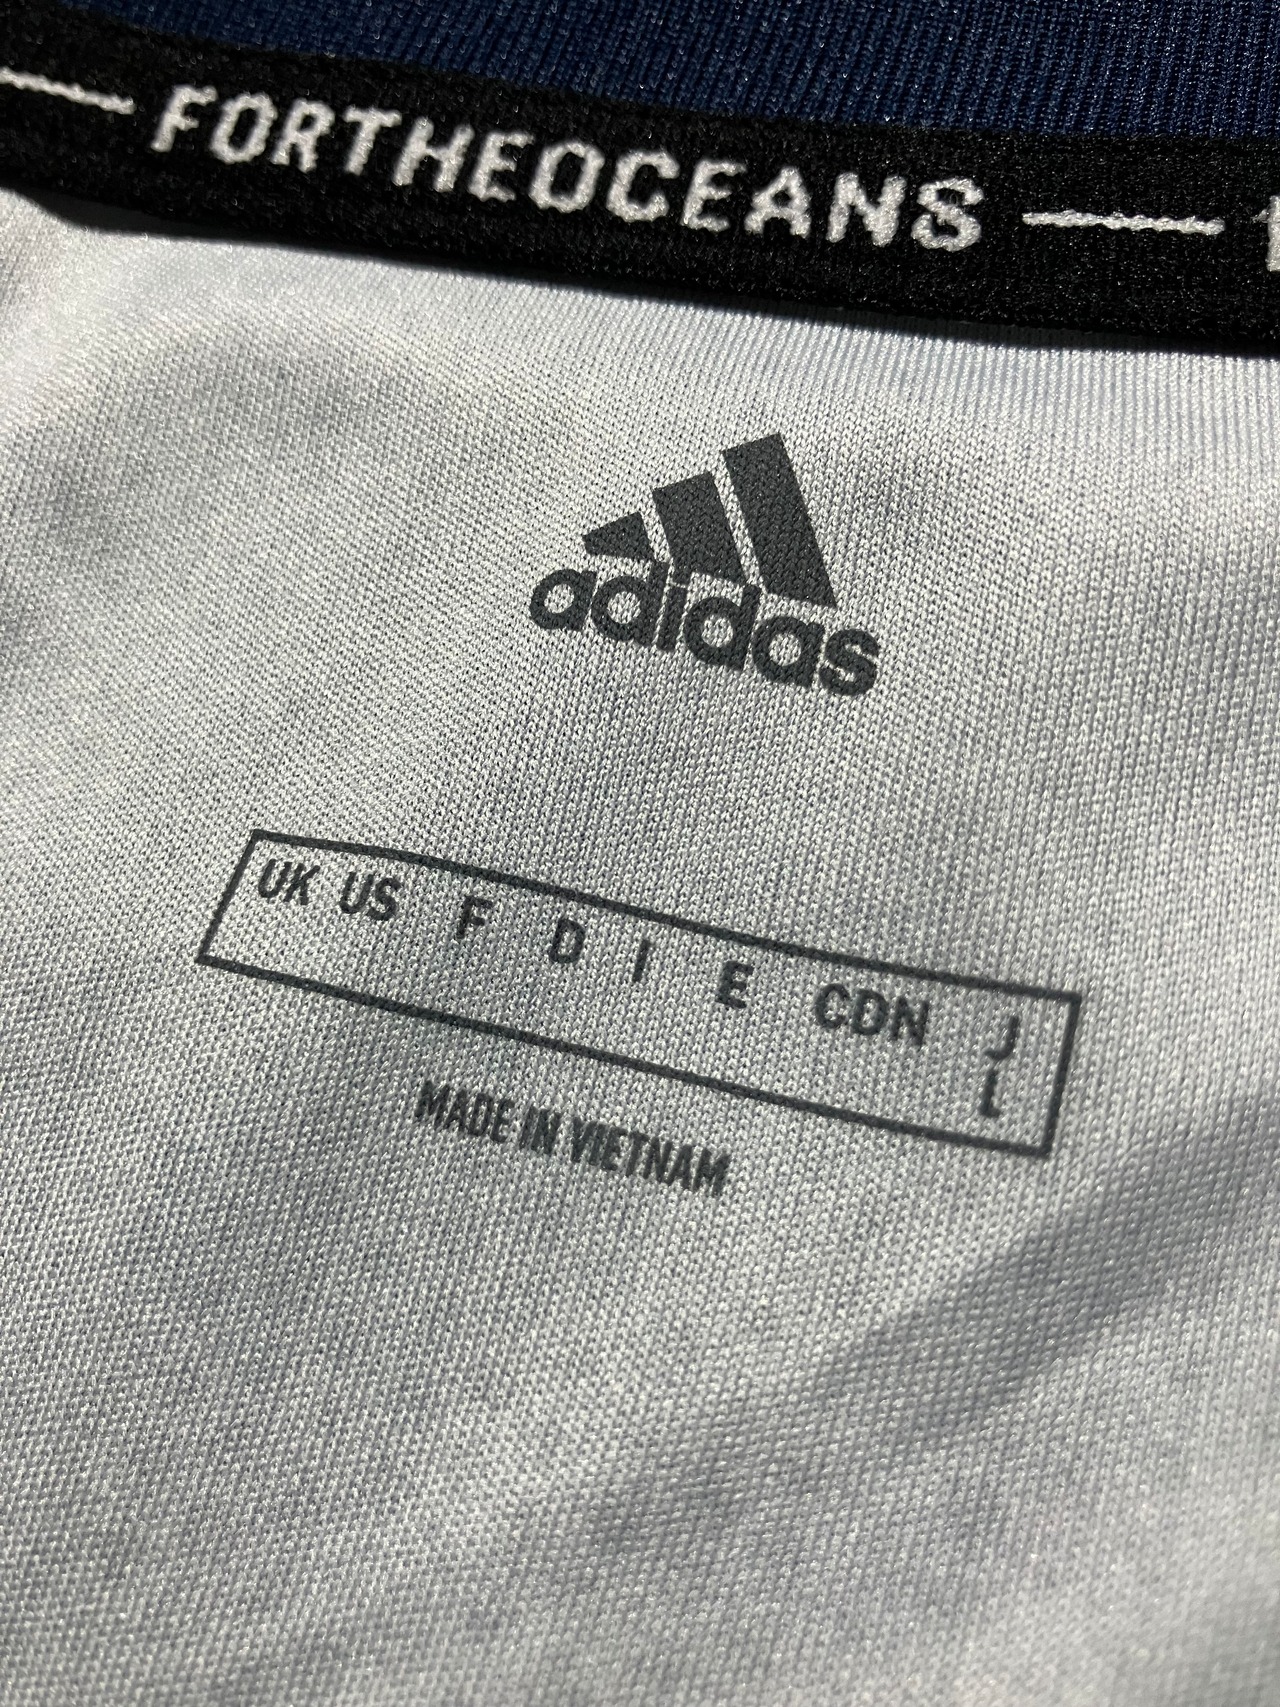 FORTHEOCEANS
adidas
UK US F D I E CDN J
L
MADE IN VIETNAM